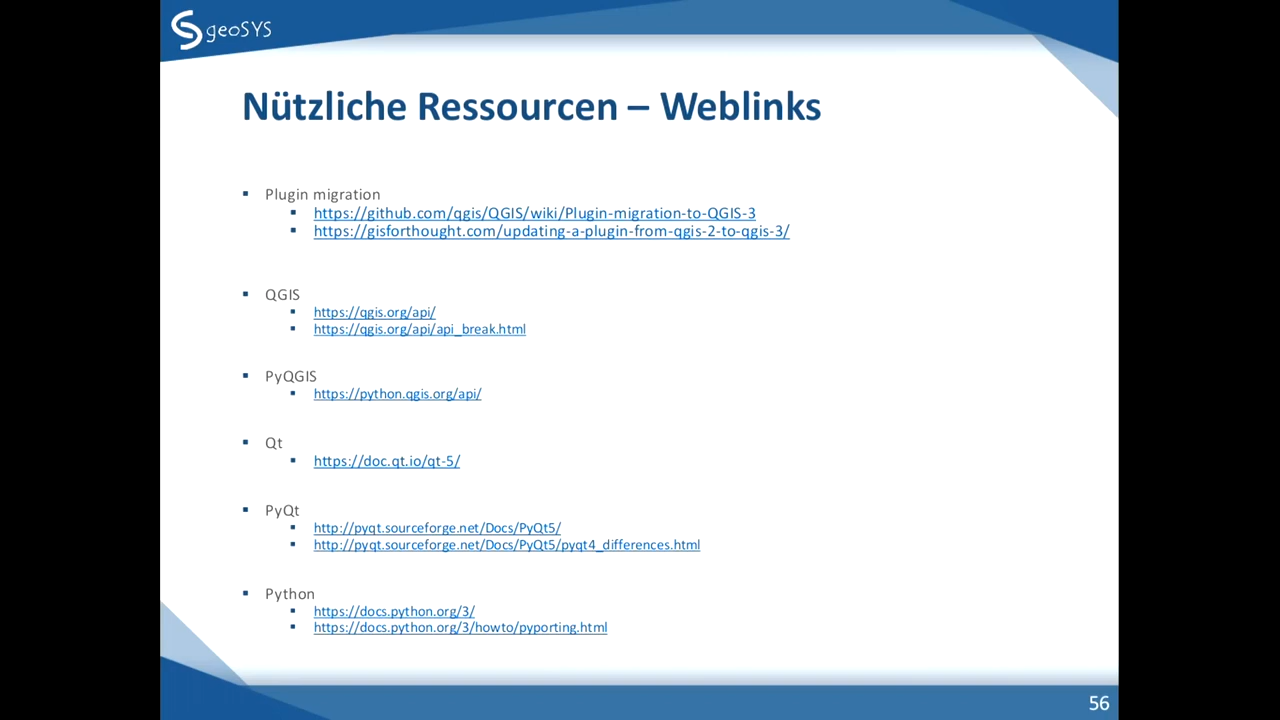 geoSYS
Nützliche Ressourcen – Weblinks
▪ Plugin migration
▪ https://github.com/qgis/QGIS/wiki/Plugin-migration-to-QGIS-3
▪ https://gisforthought.com/updating-a-plugin-from-qgis-2-to-qgis-3/
▪ QGIS
▪ https://qgis.org/api/
▪ https://qgis.org/api/api_break.html
▪ PyQGIS
▪ https://python.qgis.org/api/
▪ Qt
▪ https://doc.qt.io/qt-5/
▪ PyQt
▪ http://pyqt.sourceforge.net/Docs/PyQt5/
▪ http://pyqt.sourceforge.net/Docs/PyQt5/pyqt4_differences.html
▪ Python
▪ https://docs.python.org/3/
▪ https://docs.python.org/3/howto/pyporting.html
56